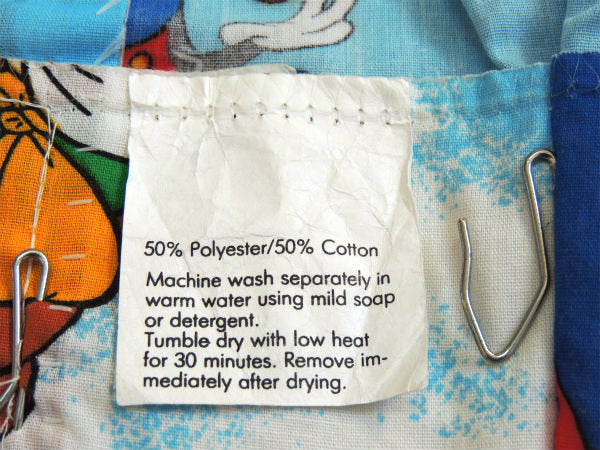 50% Polyester/50% Cotton
Machine wash separately in
warm water using mild soap
or detergent.
Tumble dry with low heat
for 30 minutes. Remove im-
mediately after drying.